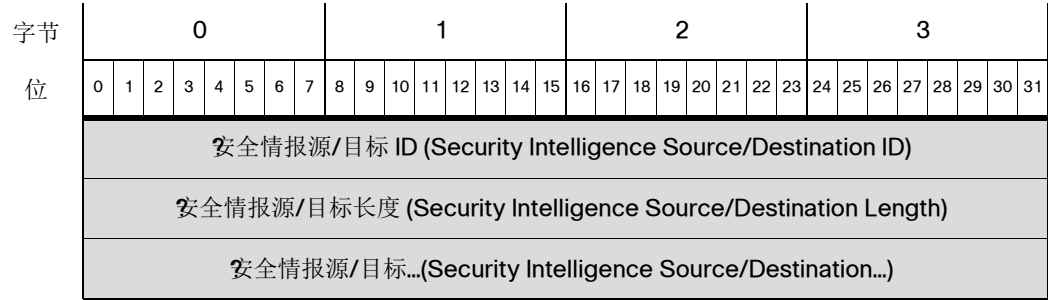 字节 0 1 2 3
位 0 1 2 3 4 5 6 7 8 9 10 11 12 13 14 15 16 17 18 19 20 21 22 23 24 25 26 27 28 29 30 31
?安全情报源/目标 ID (Security Intelligence Source/Destination ID)
?安全情报源/目标长度 (Security Intelligence Source/Destination Length)
?安全情报源/目标...(Security Intelligence Source/Destination...)